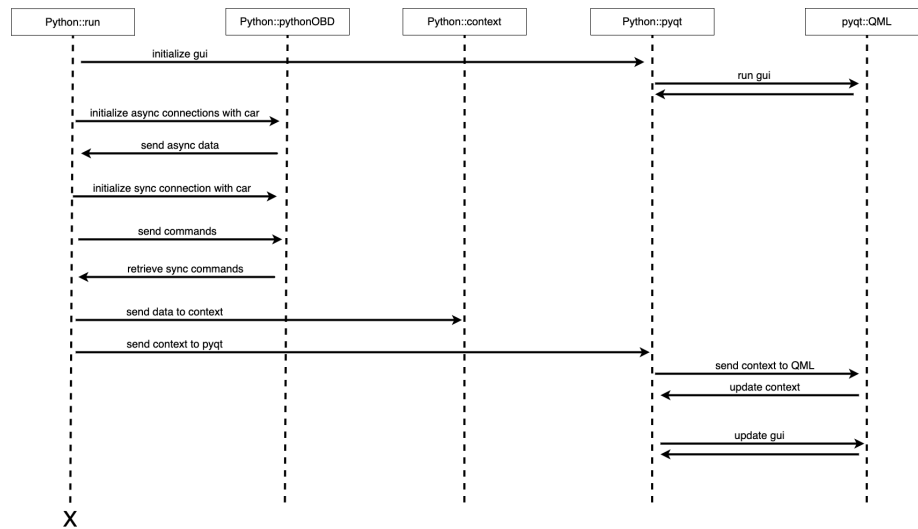 Python::run
Python::pythonOBD
Python::context
Python::pyqt
pyqt::QML
initialize gui
run gui
initialize async connections with car
send async data
initialize sync connection with car
send commands
retrieve sync commands
send data to context
send context to pyqt
send context to QML
update context
update gui
X